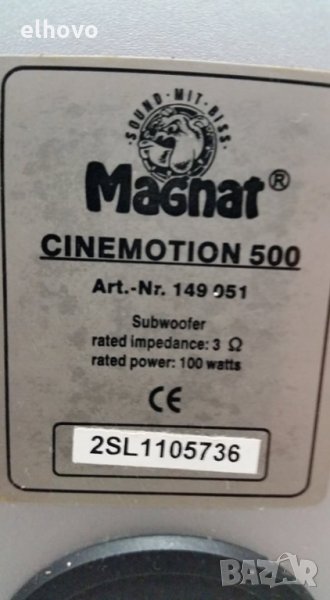 elhovo
SOUND·MIT·BISS
Magnat®
CINEMOTION 500
Art.-Nr. 149 051
Subwoofer
rated impedance: 3 Ω
rated power: 100 watts
CE
2SL1105736
BAZAR